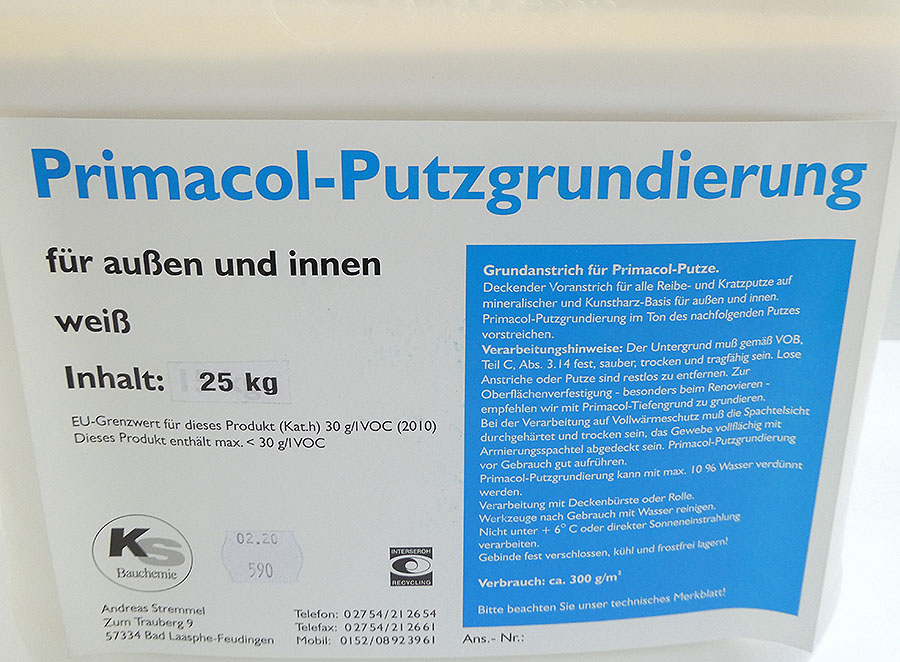 Primacol-Putzgrundierung
für außen und innen
weiß
Inhalt: 25 kg
EU-Grenzwert für dieses Produkt (Kat.h) 30 g/lVOC (2010)
Dieses Produkt enthält max. < 30 g/lVOC
Grundanstrich für Primacol-Putze.
Deckender Voranstrich für alle Reibe- und Kratzputze auf
mineralischer und Kunstharz-Basis für außen und innen.
Primacol-Putzgrundierung im Ton des nachfolgenden Putzes
vorstreichen.
Verarbeitungshinweise: Der Untergrund muß gemäß VOB,
Teil C, Abs. 3.14 fest, sauber, trocken und tragfähig sein. Lose
Anstriche oder Putze sind restlos zu entfernen. Zur
Oberflächenverfestigung - besonders beim Renovieren -
empfehlen wir mit Primacol-Tiefengrund zu grundieren.
Bei der Verarbeitung auf Vollwärmeschutz muß die Spachtelsicht
durchgehärtet und trocken sein, das Gewebe vollflächig mit
Armierungsspachtel abgedeckt sein. Primacol-Putzgrundierung
vor Gebrauch gut aufrühren.
Primacol-Putzgrundierung kann mit max. 10 % Wasser verdünnt
werden.
Verarbeitung mit Deckenbürste oder Rolle.
Werkzeuge nach Gebrauch mit Wasser reinigen.
Nicht unter + 6° C oder direkter Sonneneinstrahlung
verarbeiten.
Gebinde fest verschlossen, kühl und frostfrei lagern!
Verbrauch: ca. 300 g/m²
Bitte beachten Sie unser technisches Merkblatt!
KS
Bauchemie
02.20
590
INTERSEROH
RECYCLING
Andreas Stremmel
Zum Trauberg 9
57334 Bad Laasphe-Feudingen
Telefon: 02754/212654
Telefax: 02754/212661
Mobil: 0152/08923961
Ans.- Nr.: